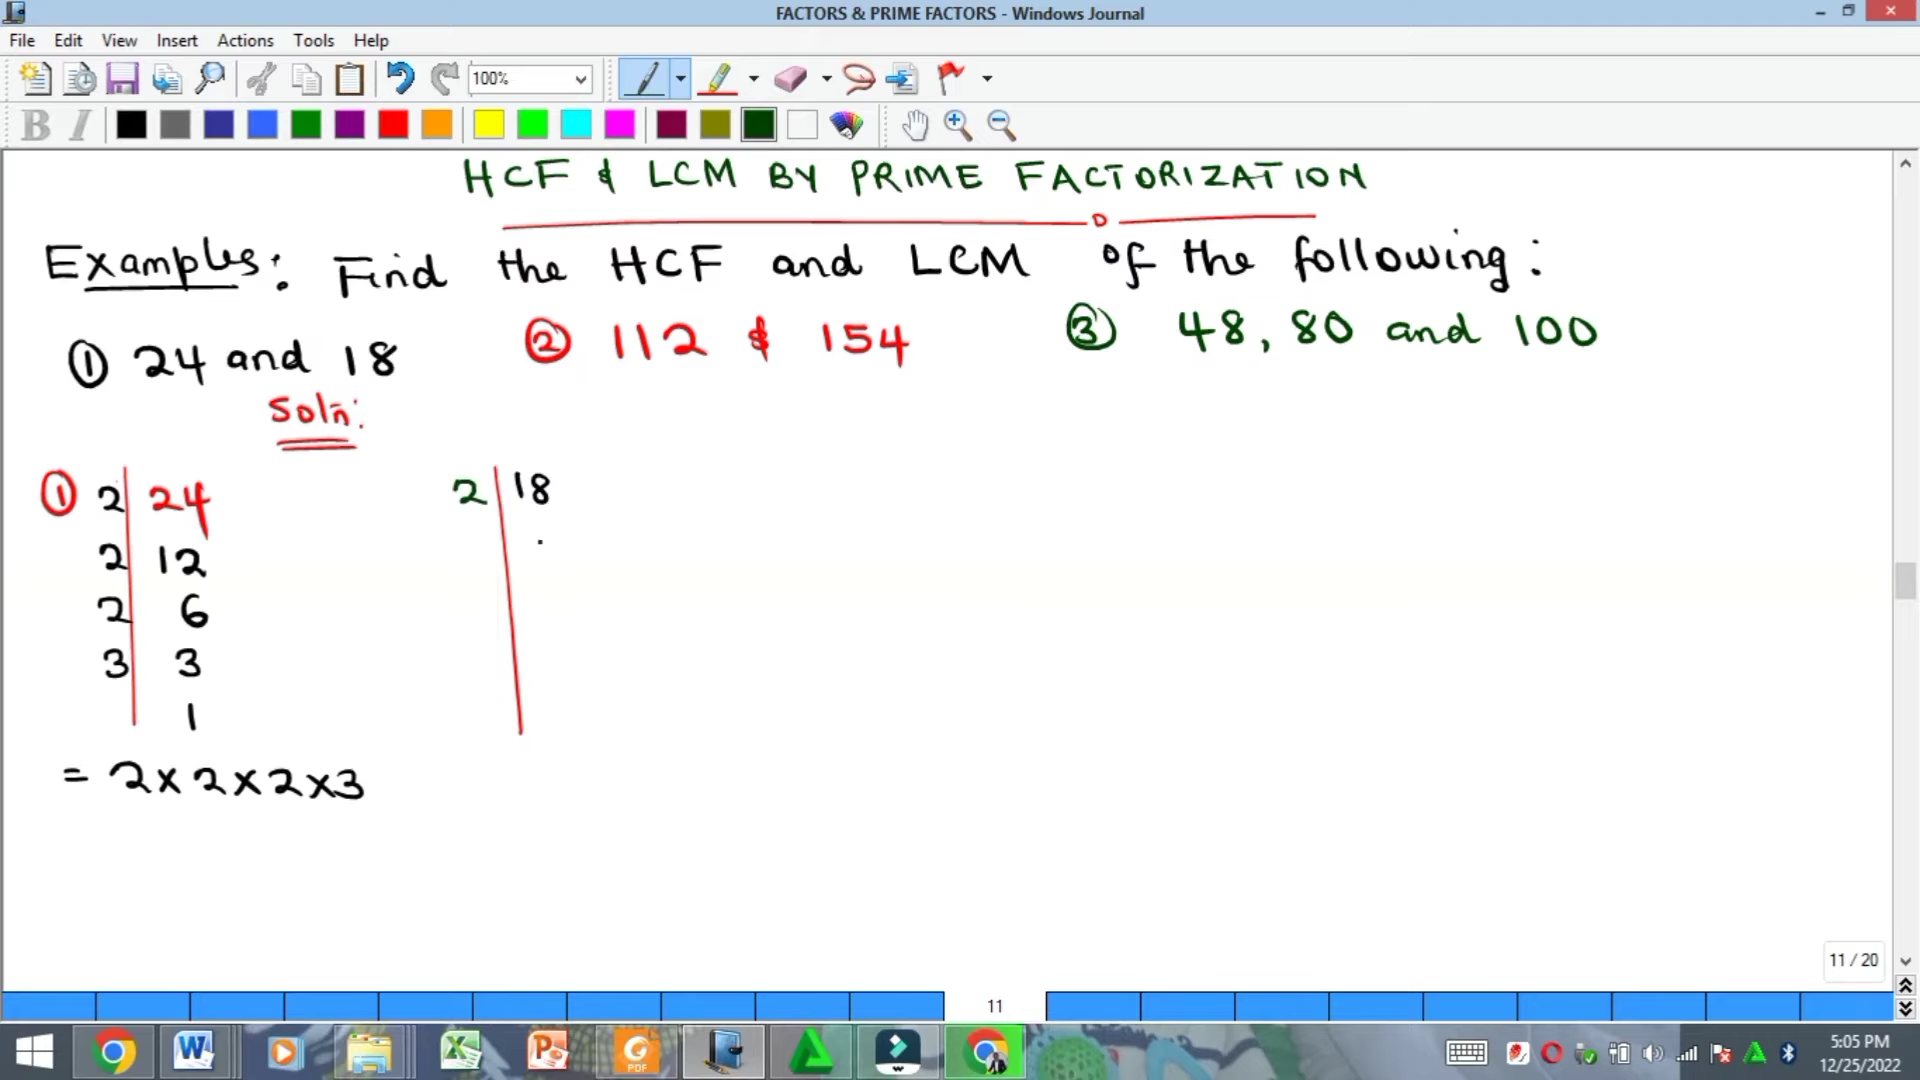 FACTORS & PRIME FACTORS - Windows Journal
File Edit View Insert Actions Tools Help
100%
B I
HCF & LCM BY PRIME FACTORIZATION
Examples: Find the HCF and LCM of the following:
① 24 and 18 ② 112 & 154 ③ 48, 80 and 100
Soln:
① 2 24
2 12
2 6
3 3
1
= 2 x 2 x 2 x 3
2 18
11 / 20
11
PDF
5:05 PM
12/25/2022